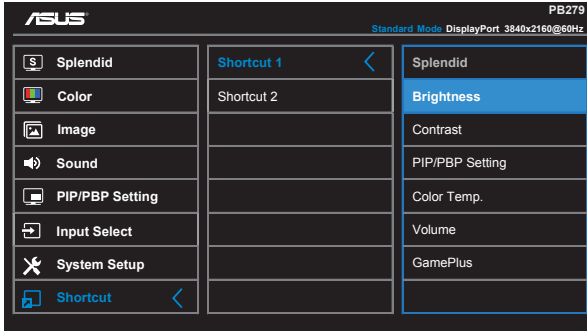 ASUS
PB279
Standard Mode DisplayPort 3840x2160@60Hz
S Splendid
Color
Image
Sound
PIP/PBP Setting
Input Select
System Setup
Shortcut
Shortcut 1
Shortcut 2
Splendid
Brightness
Contrast
PIP/PBP Setting
Color Temp.
Volume
GamePlus